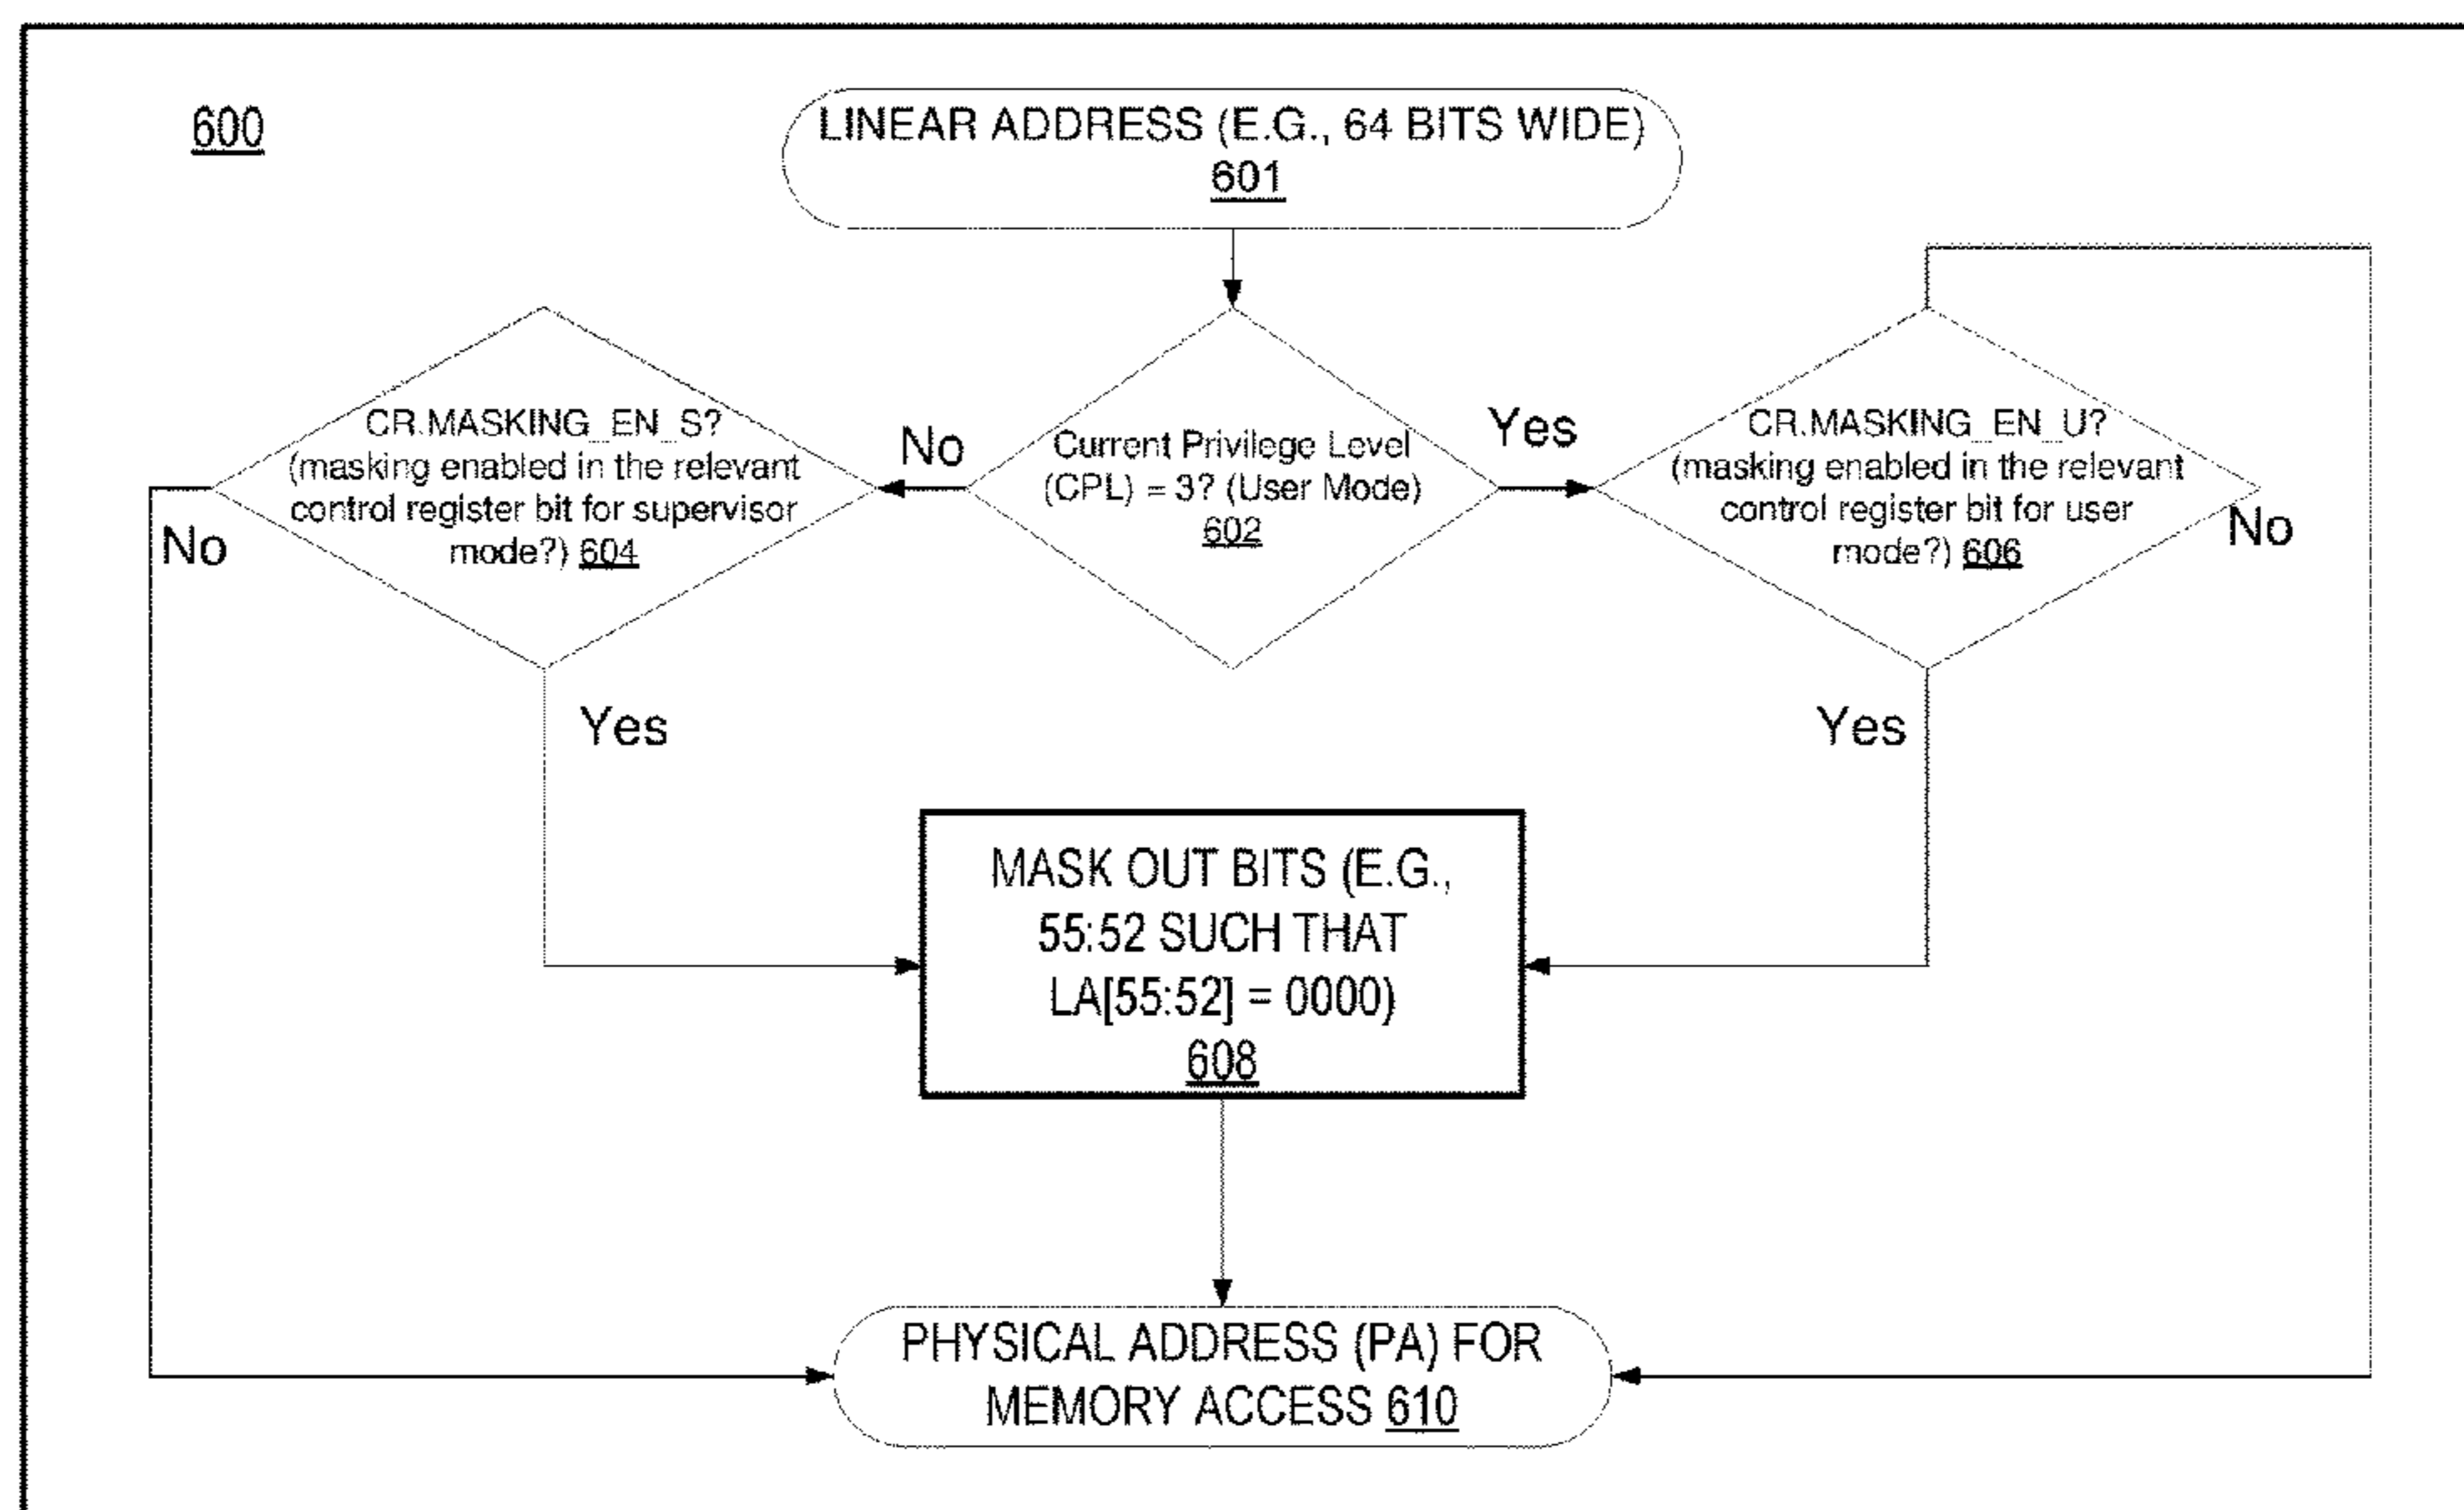 600
LINEAR ADDRESS (E.G., 64 BITS WIDE)
601
CR.MASKING_EN_S?
(masking enabled in the relevant
control register bit for supervisor
mode?) 604
No
Yes
No
Current Privilege Level
(CPL) = 3? (User Mode)
602
Yes
CR.MASKING_EN_U?
(masking enabled in the relevant
control register bit for user
mode?) 606
No
Yes
MASK OUT BITS (E.G.,
55:52 SUCH THAT
LA[55:52] = 0000)
608
PHYSICAL ADDRESS (PA) FOR
MEMORY ACCESS 610